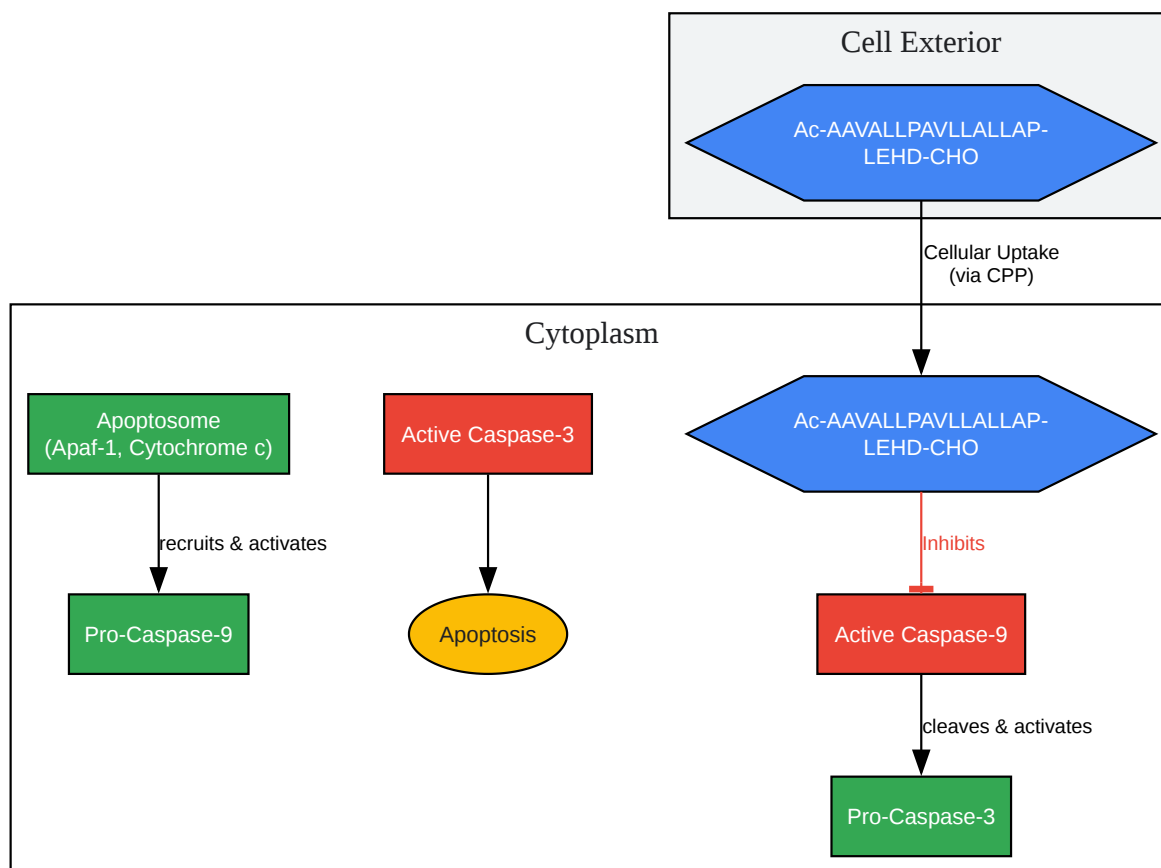 Cell Exterior
Ac-AAVALLPAVLLALLAP-
LEHD-CHO
Cellular Uptake
(via CPP)
Cytoplasm
Apoptosome
(Apaf-1, Cytochrome c)
Active Caspase-3
Ac-AAVALLPAVLLALLAP-
LEHD-CHO
recruits & activates
Inhibits
Pro-Caspase-9
Apoptosis
Active Caspase-9
cleaves & activates
Pro-Caspase-3